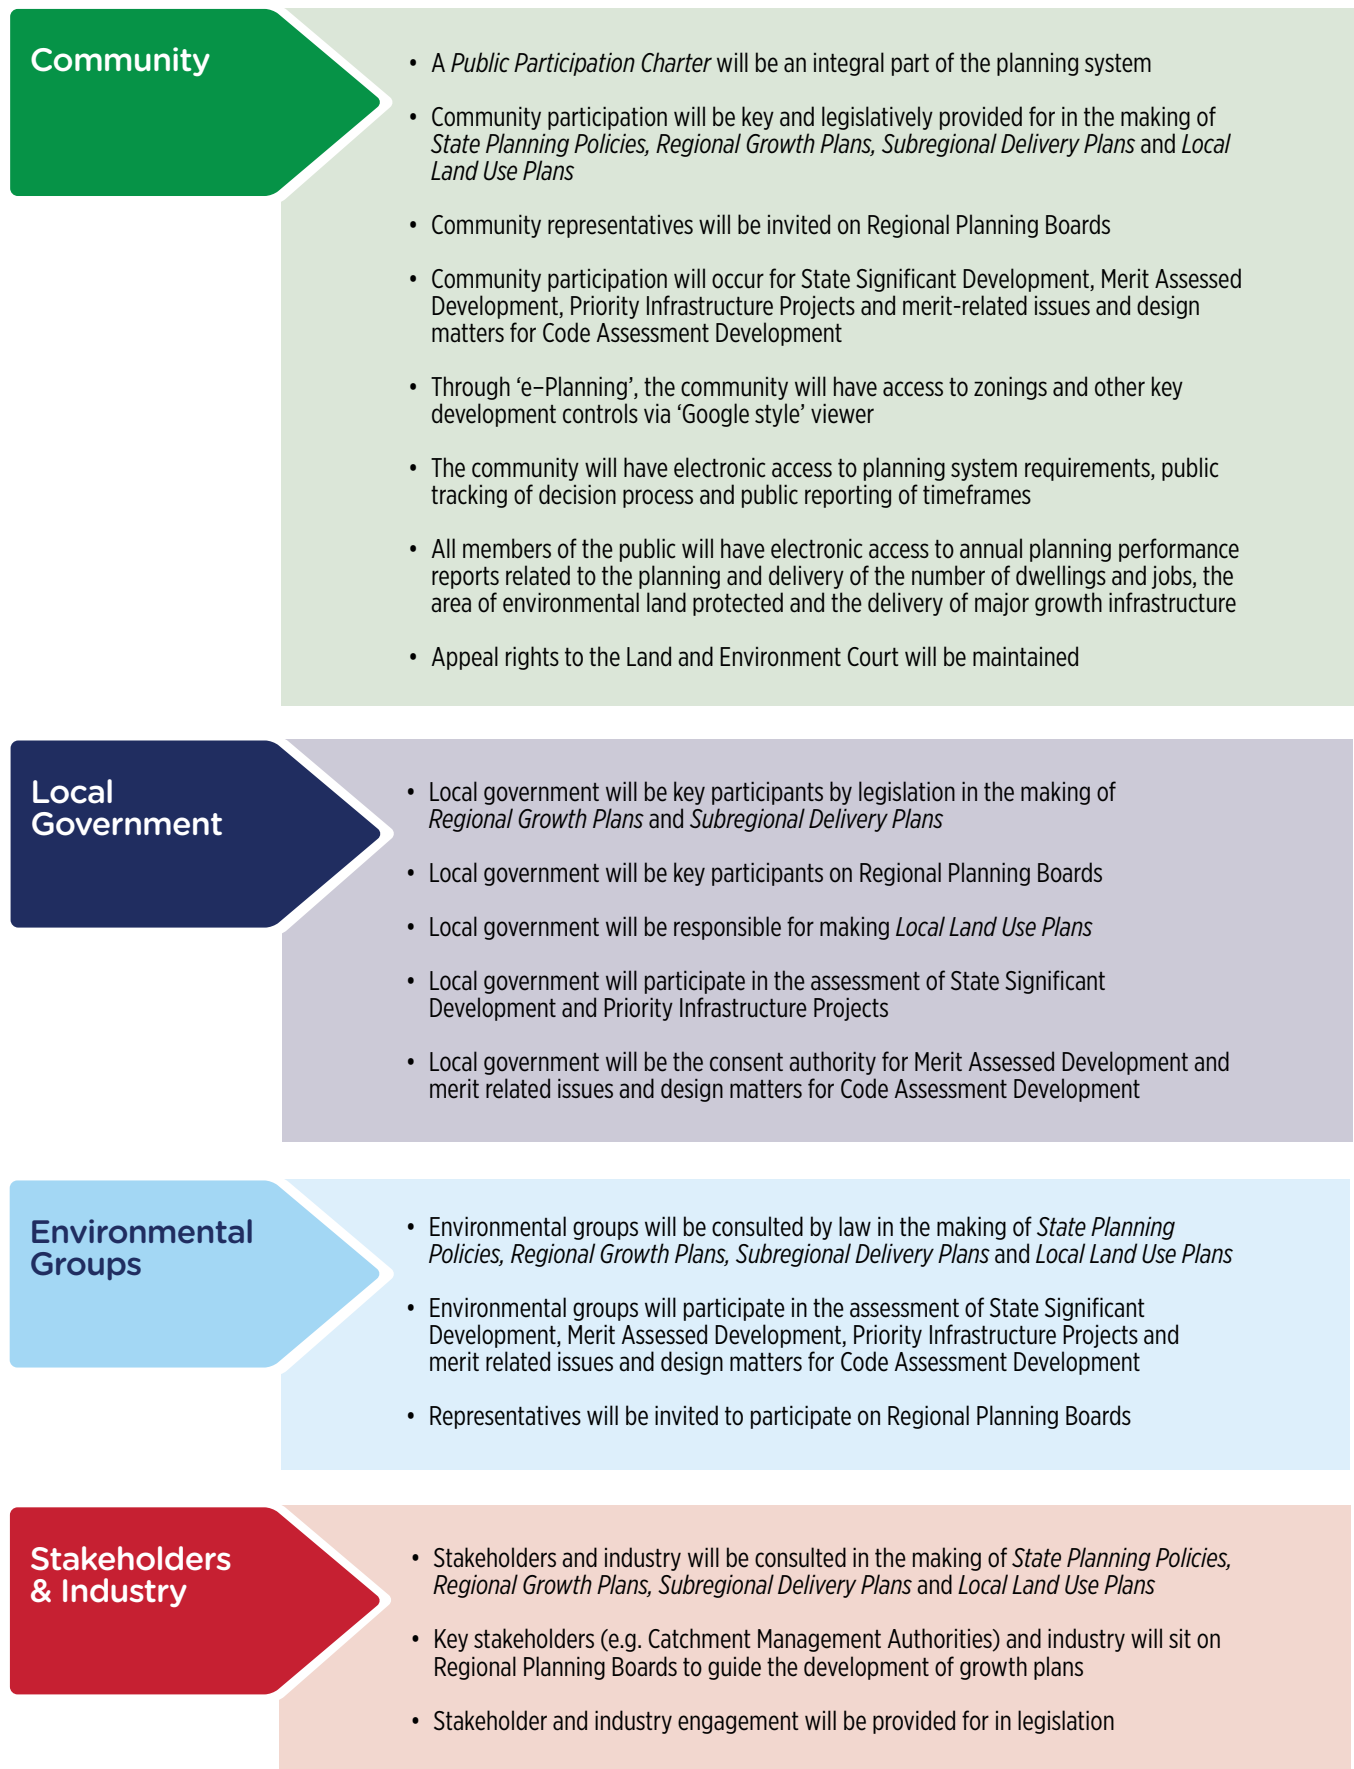 Community
• A Public Participation Charter will be an integral part of the planning system
• Community participation will be key and legislatively provided for in the making of
State Planning Policies, Regional Growth Plans, Subregional Delivery Plans and Local
Land Use Plans
• Community representatives will be invited on Regional Planning Boards
• Community participation will occur for State Significant Development, Merit Assessed
Development, Priority Infrastructure Projects and merit-related issues and design
matters for Code Assessment Development
• Through ‘e–Planning’, the community will have access to zonings and other key
development controls via ‘Google style’ viewer
• The community will have electronic access to planning system requirements, public
tracking of decision process and public reporting of timeframes
• All members of the public will have electronic access to annual planning performance
reports related to the planning and delivery of the number of dwellings and jobs, the
area of environmental land protected and the delivery of major growth infrastructure
• Appeal rights to the Land and Environment Court will be maintained
Local
Government
• Local government will be key participants by legislation in the making of
Regional Growth Plans and Subregional Delivery Plans
• Local government will be key participants on Regional Planning Boards
• Local government will be responsible for making Local Land Use Plans
• Local government will participate in the assessment of State Significant
Development and Priority Infrastructure Projects
• Local government will be the consent authority for Merit Assessed Development and
merit related issues and design matters for Code Assessment Development
Environmental
Groups
• Environmental groups will be consulted by law in the making of State Planning
Policies, Regional Growth Plans, Subregional Delivery Plans and Local Land Use Plans
• Environmental groups will participate in the assessment of State Significant
Development, Merit Assessed Development, Priority Infrastructure Projects and
merit related issues and design matters for Code Assessment Development
• Representatives will be invited to participate on Regional Planning Boards
Stakeholders
& Industry
• Stakeholders and industry will be consulted in the making of State Planning Policies,
Regional Growth Plans, Subregional Delivery Plans and Local Land Use Plans
• Key stakeholders (e.g. Catchment Management Authorities) and industry will sit on
Regional Planning Boards to guide the development of growth plans
• Stakeholder and industry engagement will be provided for in legislation